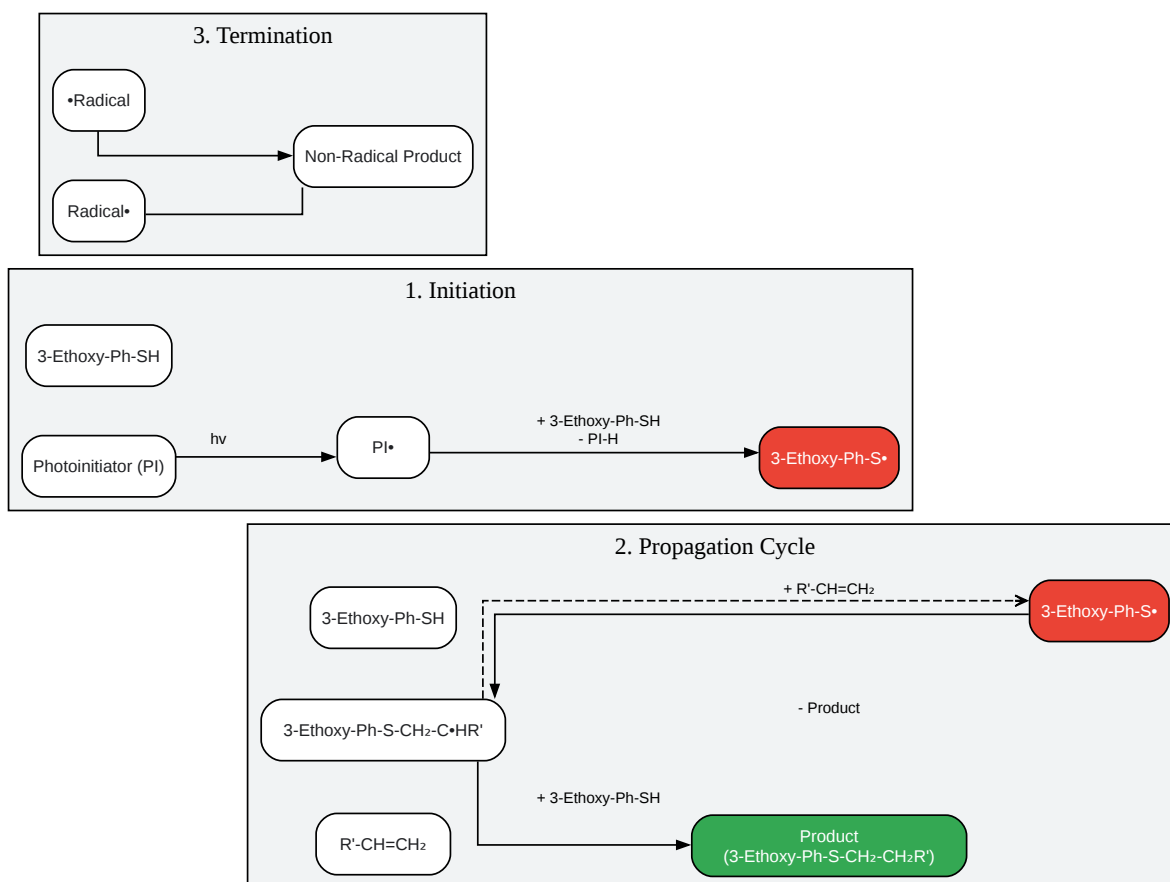 3. Termination
•Radical
Non-Radical Product
Radical•
1. Initiation
3-Ethoxy-Ph-SH
Photoinitiator (PI)
hv
PI•
+ 3-Ethoxy-Ph-SH
- PI-H
3-Ethoxy-Ph-S•
2. Propagation Cycle
+ R'-CH=CH₂
3-Ethoxy-Ph-SH
3-Ethoxy-Ph-S•
3-Ethoxy-Ph-S-CH₂-C•HR'
- Product
+ 3-Ethoxy-Ph-SH
R'-CH=CH₂
Product
(3-Ethoxy-Ph-S-CH₂-CH₂R')